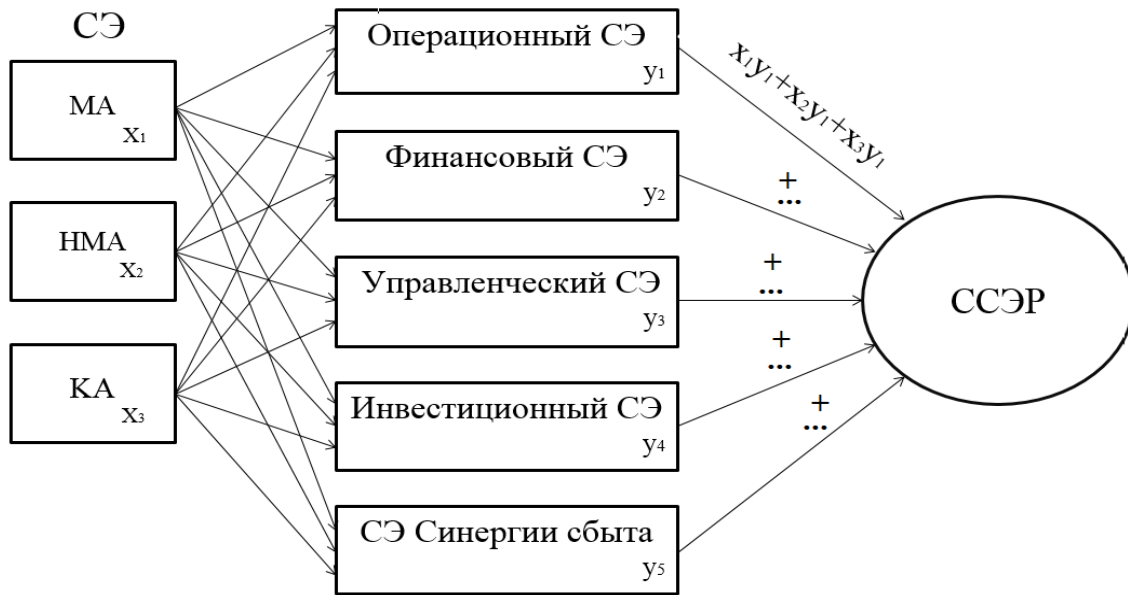 СЭ
МА
X₁
НМА
X₂
КА
X₃
Операционный СЭ
y₁
Финансовый СЭ
y₂
Управленческий СЭ
y₃
Инвестиционный СЭ
y₄
СЭ Синергии сбыта
y₅
x₁y₁+x₂y₁+x₃y₁
+
...
+
...
+
...
+
...
ССЭР